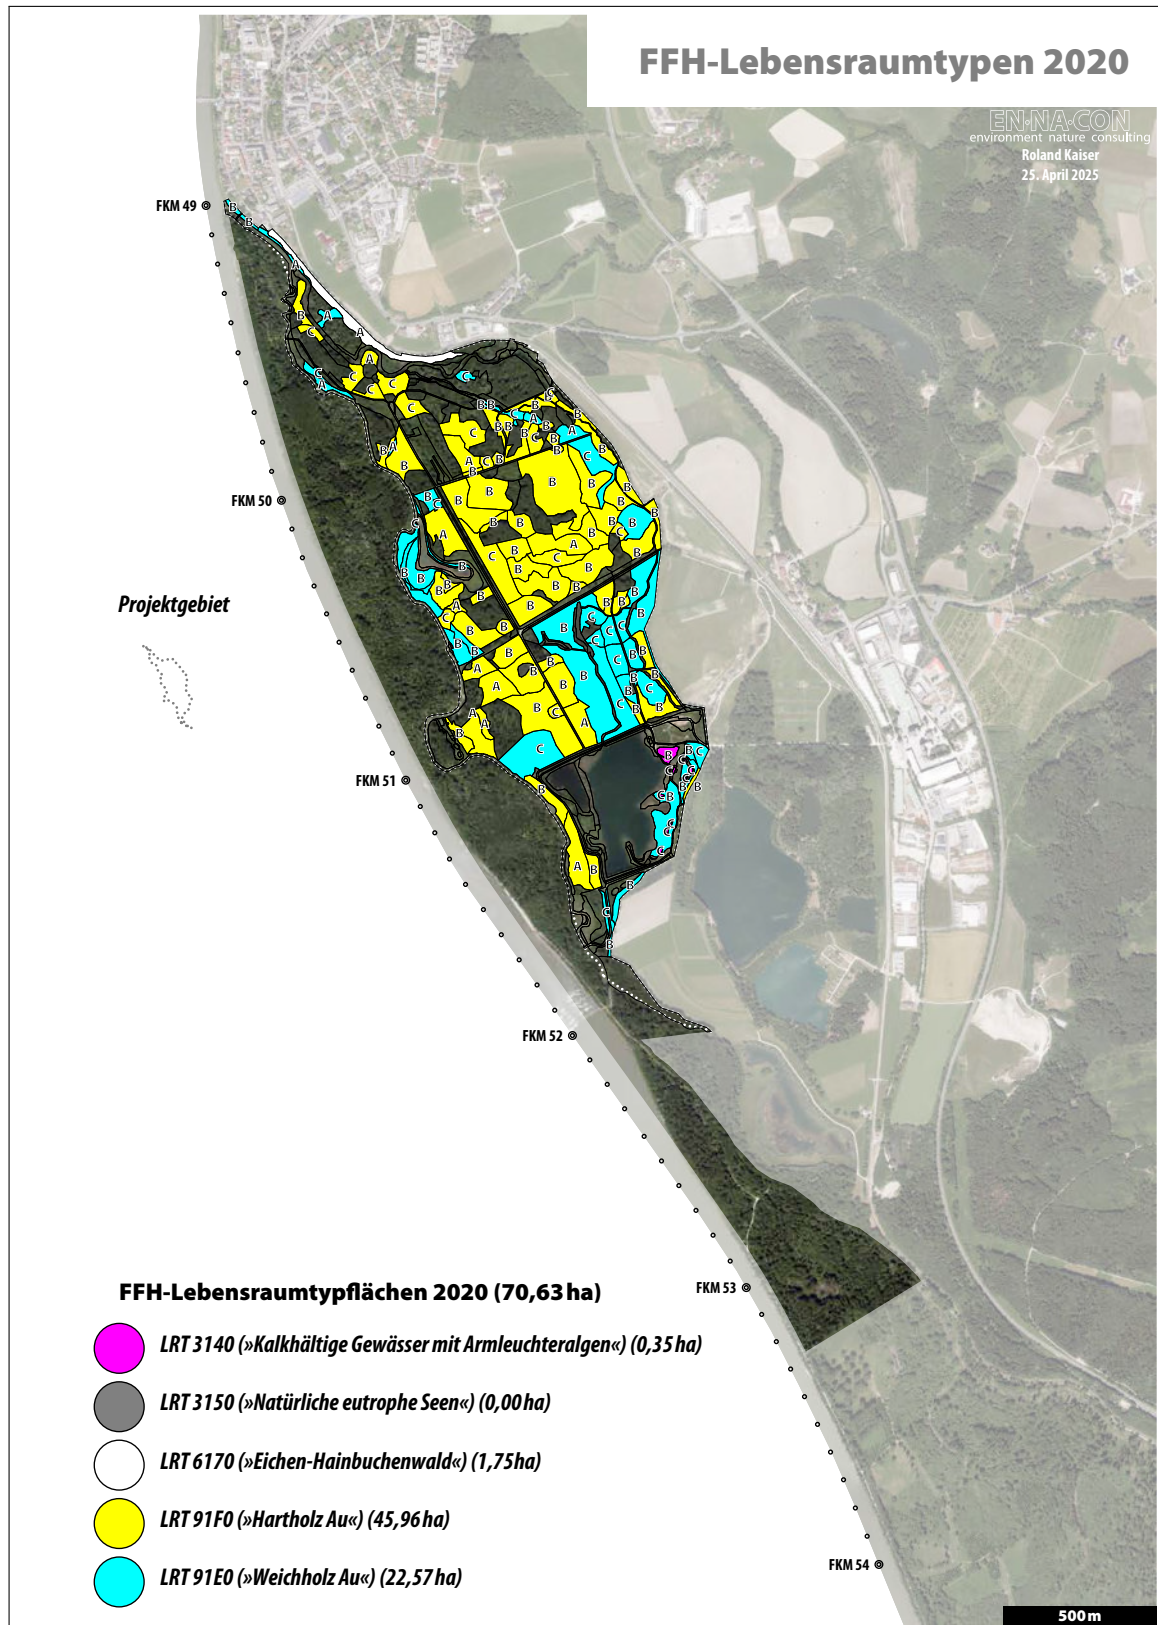 FFH-Lebensraumtypen 2020
EN·NA·CON
environment nature consulting
Roland Kaiser
25. April 2025
FKM 49
FKM 50
Projektgebiet
FKM 51
FKM 52
FKM 53
FKM 54
FFH-Lebensraumtypflächen 2020 (70,63 ha)
LRT 3140 (»Kalkhältige Gewässer mit Armleuchteralgen«) (0,35 ha)
LRT 3150 (»Natürliche eutrophe Seen«) (0,00 ha)
LRT 6170 (»Eichen-Hainbuchenwald«) (1,75 ha)
LRT 91F0 (»Hartholz Au«) (45,96 ha)
LRT 91E0 (»Weichholz Au«) (22,57 ha)
500 m